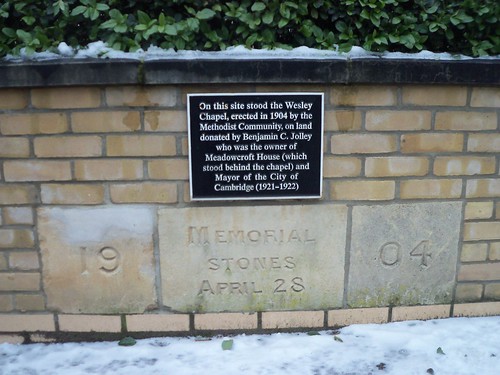 On this site stood the Wesley
Chapel, erected in 1904 by the
Methodist Community, on land
donated by Benjamin C. Jolley
who was the owner of
Meadowcroft House (which
stood behind the chapel) and
Mayor of the City of
Cambridge (1921-1922)
19 MEMORIAL 04
STONES
APRIL 28